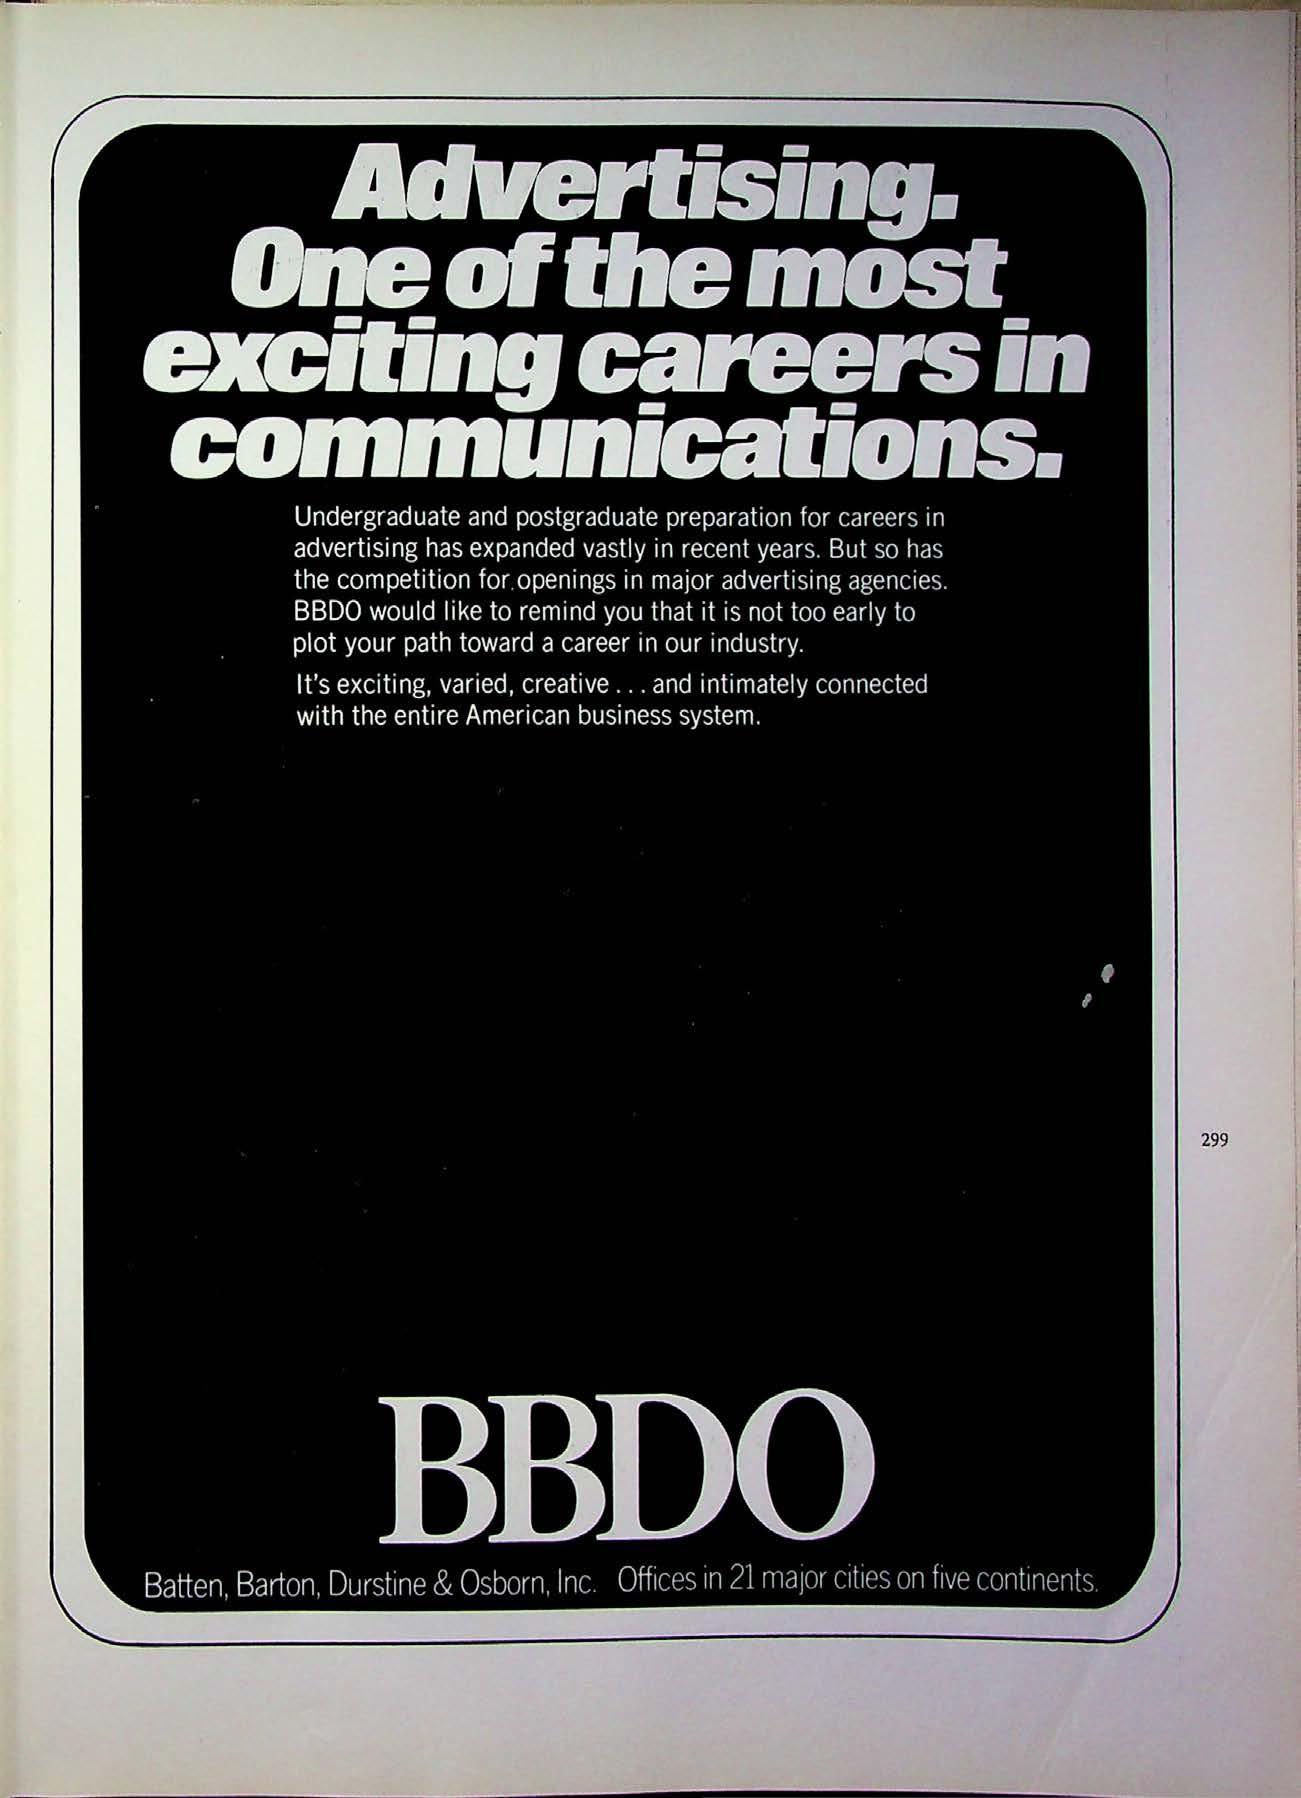 Advertising.
One of the most
exciting careers in
communications.
Undergraduate and postgraduate preparation for careers in
advertising has expanded vastly in recent years. But so has
the competition for openings in major advertising agencies.
BBDO would like to remind you that it is not too early to
plot your path toward a career in our industry.
It's exciting, varied, creative . . . and intimately connected
with the entire American business system.
299
BBDO
Batten, Barton, Durstine & Osborn, Inc. Offices in 21 major cities on five continents.